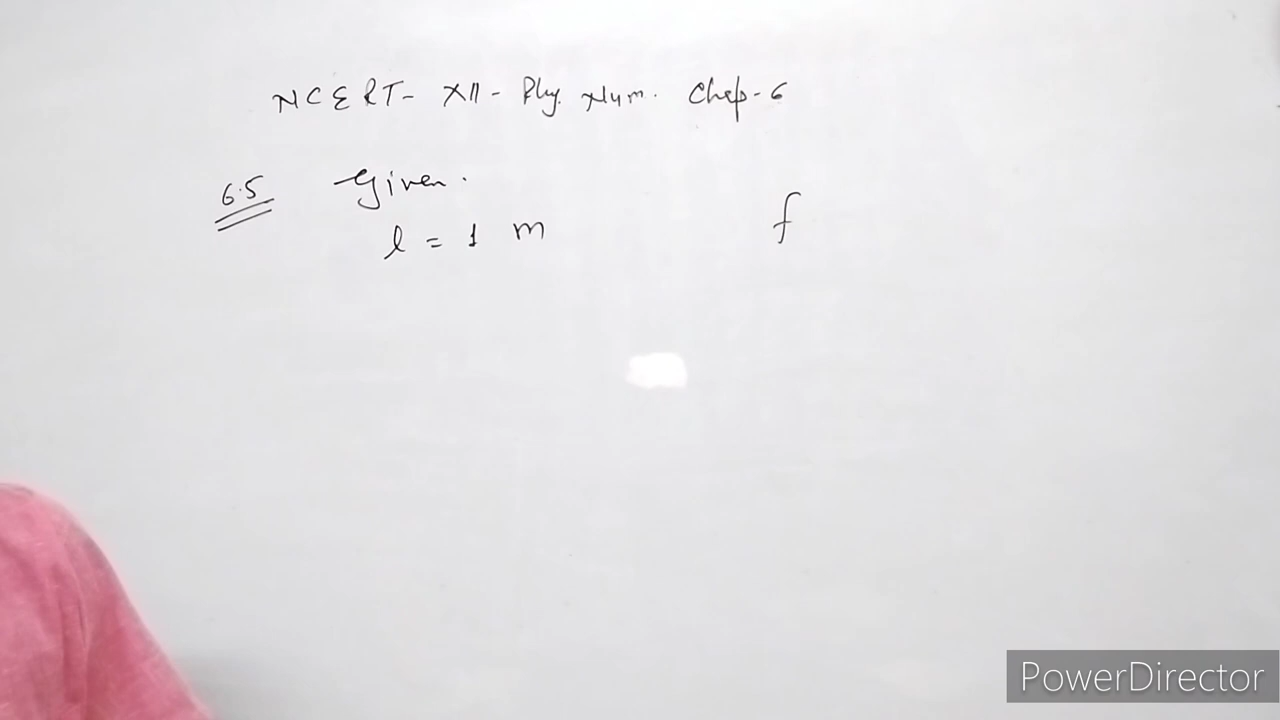 NCERT- XII - Phy. Num. Chap-6
6.5 Given.
l = 1 m f
PowerDirector